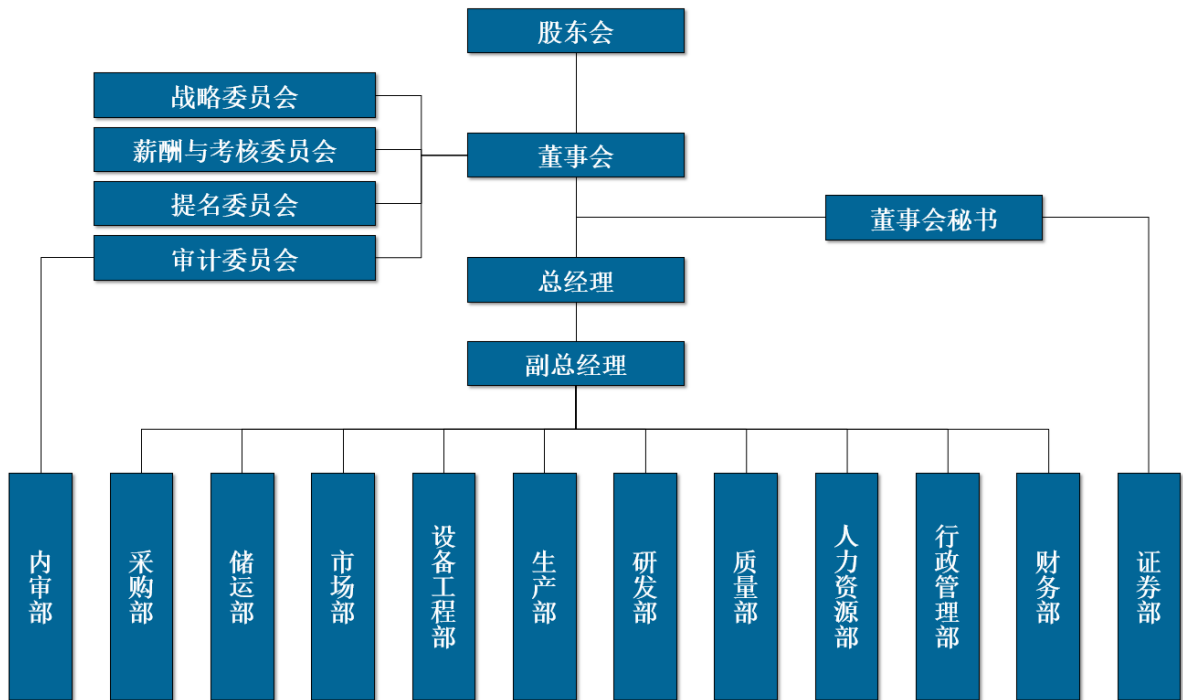 股东会
战略委员会
薪酬与考核委员会
董事会
提名委员会
董事会秘书
审计委员会
总经理
副总经理
内审部
采购部
储运部
市场部
设备工程部
生产部
研发部
质量部
人力资源部
行政管理部
财务部
证券部